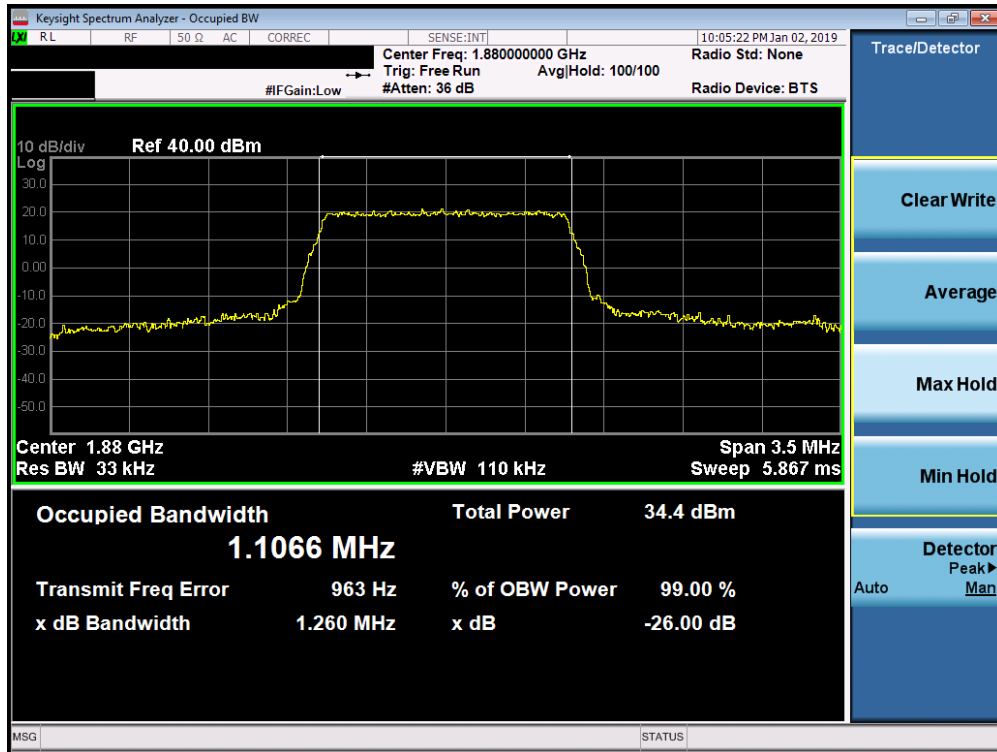 Keysight Spectrum Analyzer - Occupied BW
LXI RL RF 50 Ω AC CORREC SENSE:INT 10:05:22 PM Jan 02, 2019
Center Freq: 1.880000000 GHz Radio Std: None
Trig: Free Run Avg|Hold: 100/100
#IFGain:Low #Atten: 36 dB Radio Device: BTS
Trace/Detector
10 dB/div Ref 40.00 dBm
Log
30.0
20.0
10.0
0.00
-10.0
-20.0
-30.0
-40.0
-50.0
Center 1.88 GHz Span 3.5 MHz
Res BW 33 kHz #VBW 110 kHz Sweep 5.867 ms
Occupied Bandwidth Total Power 34.4 dBm
1.1066 MHz
Transmit Freq Error 963 Hz % of OBW Power 99.00 %
x dB Bandwidth 1.260 MHz x dB -26.00 dB
Clear Write
Average
Max Hold
Min Hold
Detector
Peak▶
Auto Man
MSG STATUS